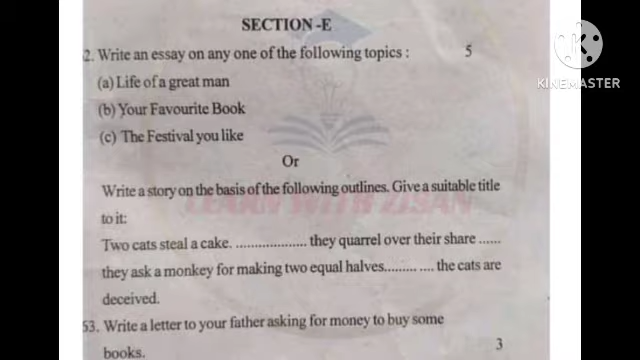 SECTION -E
2. Write an essay on any one of the following topics : 5
(a) Life of a great man
(b) Your Favourite Book
(c) The Festival you like
Or
Write a story on the basis of the following outlines. Give a suitable title
to it:
Two cats steal a cake. ................... they quarrel over their share ......
they ask a monkey for making two equal halves......... .... the cats are
deceived.
53. Write a letter to your father asking for money to buy some
books. 3
KINEMASTER
LEARN WITH ZISAN